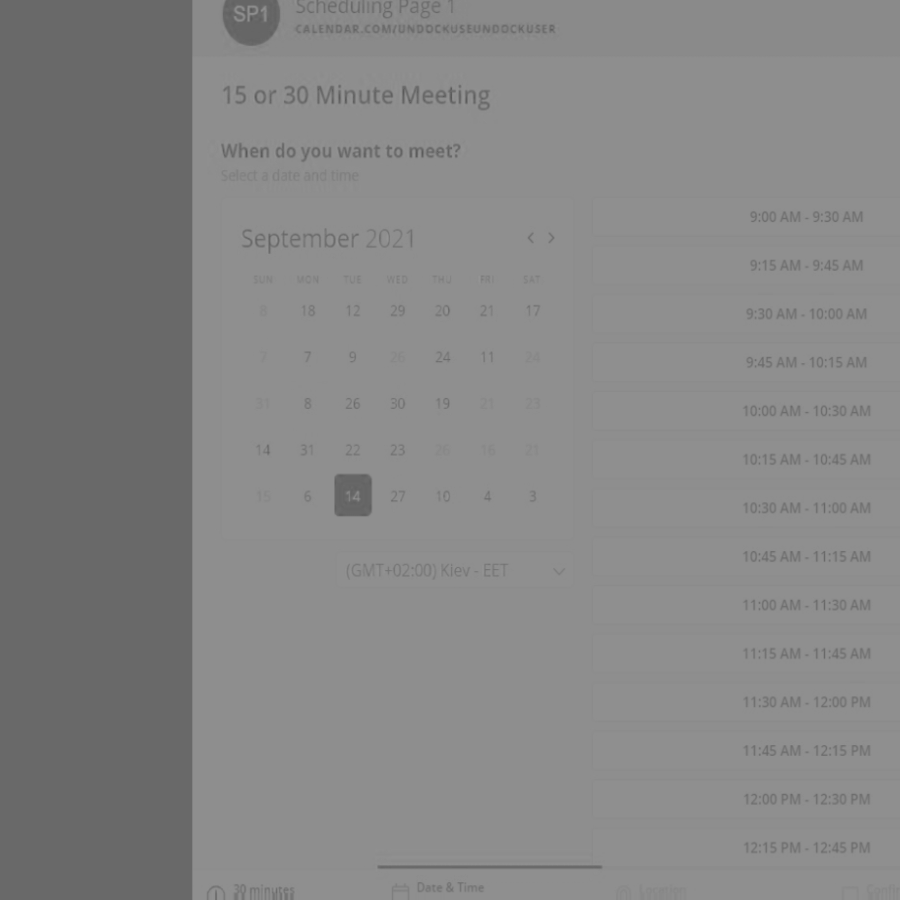 SP1
Scheduling Page 1
CALENDAR.COM/UNDOCKUSEUNDOCKUSER
15 or 30 Minute Meeting
When do you want to meet?
Select a date and time
September 2021
SUN MON TUE WED THU FRI SAT
8 18 12 29 20 21 17
7 7 9 26 24 11 24
31 8 26 30 19 21 23
14 31 22 23 26 16 21
15 6 14 27 10 4 3
(GMT+02:00) Kiev - EET
9:00 AM - 9:30 AM
9:15 AM - 9:45 AM
9:30 AM - 10:00 AM
9:45 AM - 10:15 AM
10:00 AM - 10:30 AM
10:15 AM - 10:45 AM
10:30 AM - 11:00 AM
10:45 AM - 11:15 AM
11:00 AM - 11:30 AM
11:15 AM - 11:45 AM
11:30 AM - 12:00 PM
11:45 AM - 12:15 PM
12:00 PM - 12:30 PM
12:15 PM - 12:45 PM
30 minutes
Date & Time
Location